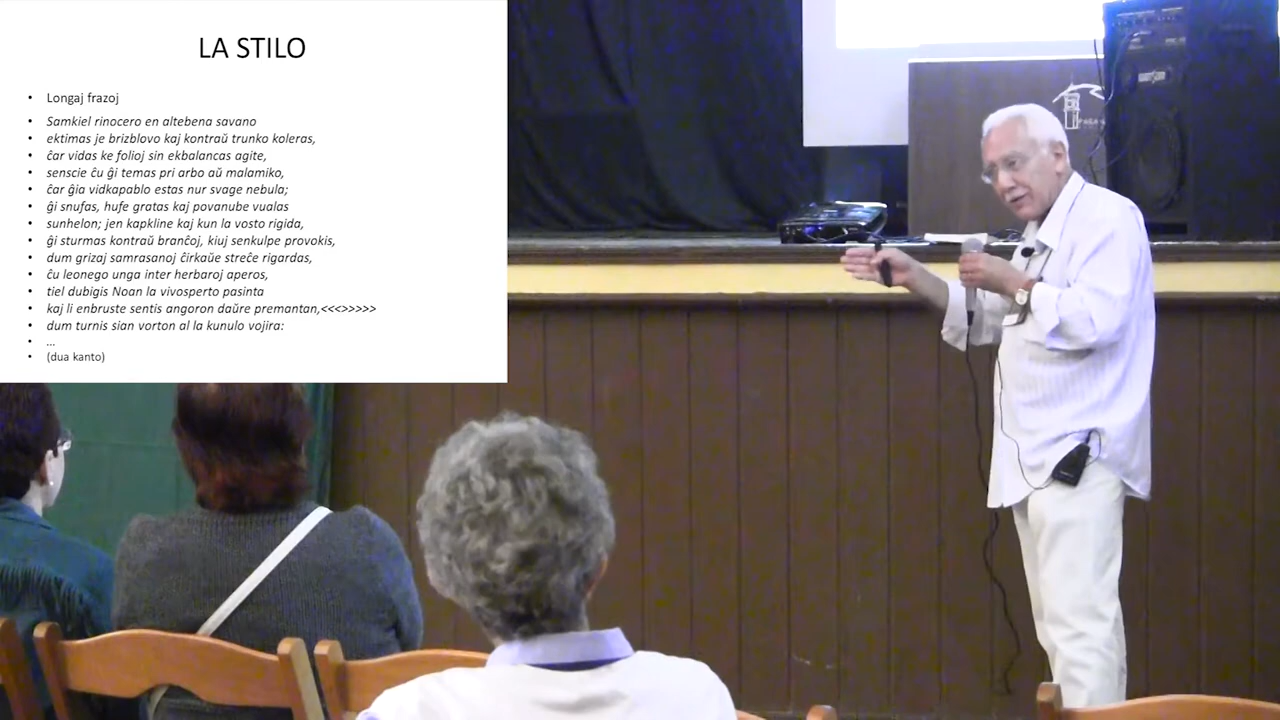 LA STILO
• Longaj frazoj
• Samkiel rinocero en altebena savano
• ektimas je brizblovo kaj kontraŭ trunko koleras,
• ĉar vidas ke folioj sin ekbalancas agite,
• senscie ĉu ĝi temas pri arbo aŭ malamiko,
• ĉar ĝia vidkapablo estas nur svage nebula;
• ĝi snufas, hufe gratas kaj povanube vualas
• sunhelon; jen kapkline kaj kun la vosto rigida,
• ĝi sturmas kontraŭ branĉoj, kiuj senkulpe provokis,
• dum grizaj samrasanoj ĉirkaŭe streĉe rigardas,
• ĉu leonego unga inter herbaroj aperos,
• tiel dubigis Noan la vivosperto pasinta
• kaj li enbruste sentis angoron daŭre premantan,<<<>>>>>
• dum turnis sian vorton al la kunulo vojira:
• ...
• (dua kanto)